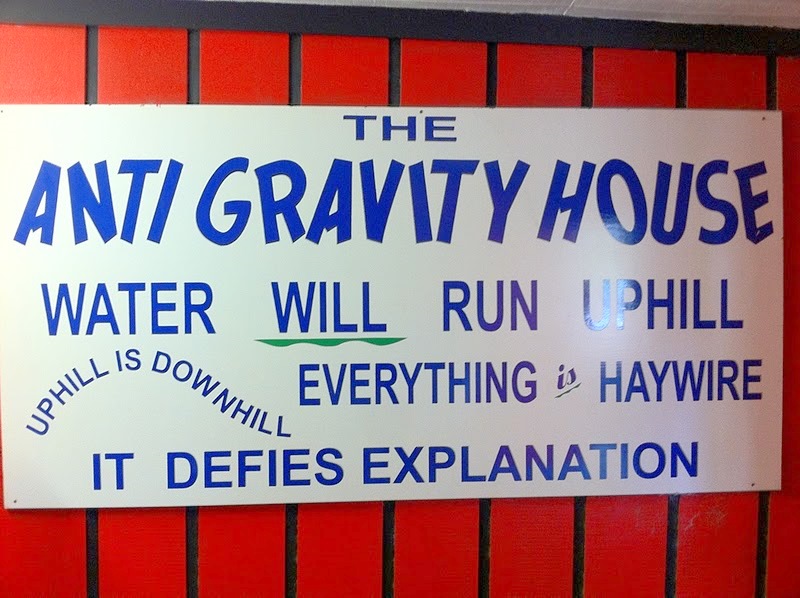 THE
ANTI GRAVITY HOUSE
WATER WILL RUN UPHILL
UPHILL IS DOWNHILL
EVERYTHING is HAYWIRE
IT DEFIES EXPLANATION